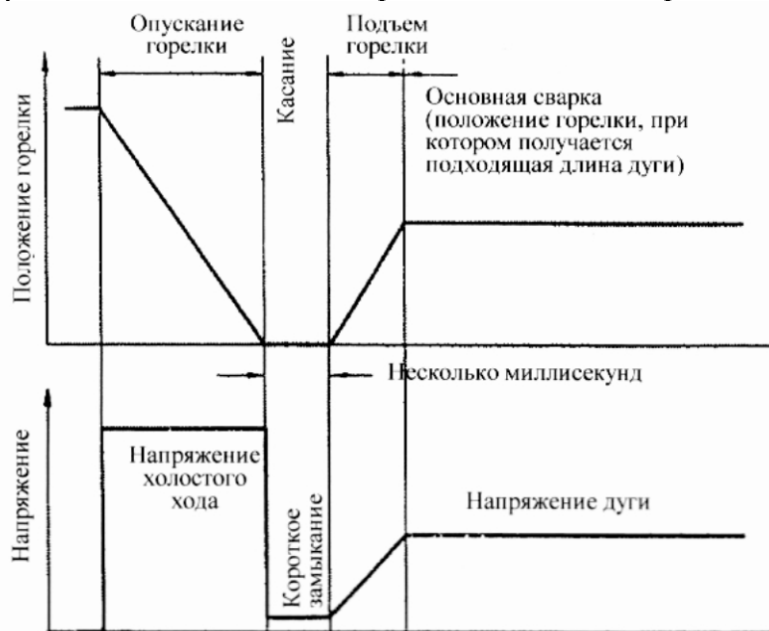 Опускание
горелки
Касание
Подъем
горелки
Положение горелки
Основная сварка
(положение горелки, при
котором получается
подходящая длина дуги)
Несколько миллисекунд
Напряжение
Напряжение
холостого
хода
Короткое
замыкание
Напряжение дуги